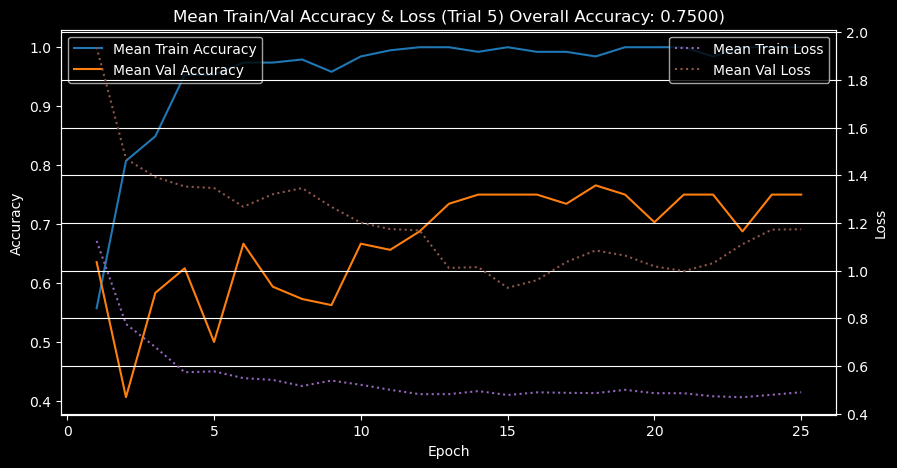 Mean Train/Val Accuracy & Loss (Trial 5) Overall Accuracy: 0.7500)
Mean Train Accuracy
Mean Val Accuracy
Mean Train Loss
Mean Val Loss
1.0
0.9
0.8
0.7
0.6
0.5
0.4
Accuracy
2.0
1.8
1.6
1.4
1.2
1.0
0.8
0.6
0.4
Loss
0 5 10 15 20 25
Epoch